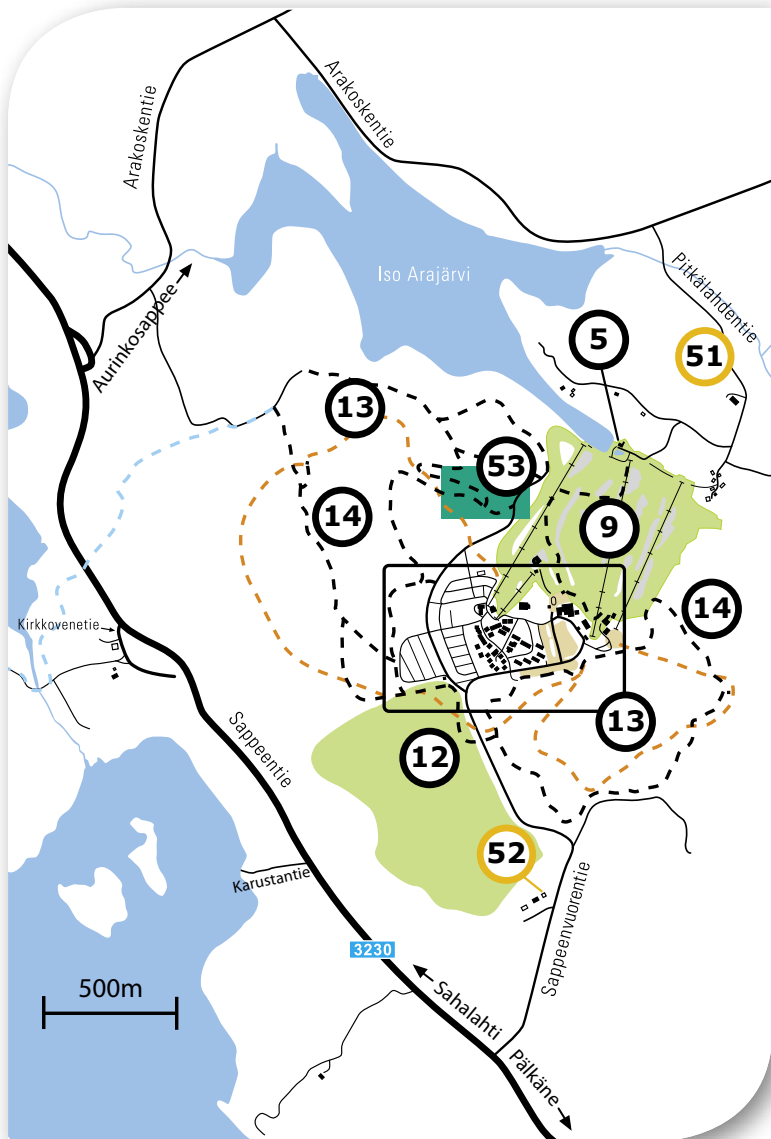 Arakoskentie
Arakoskentie
Iso Arajärvi
Pitkälahdentie
Aurinkosappee
5
51
13
53
14
9
14
Kirkkovenetie
13
Sappeentie
12
52
Karustantie
Sappeenvuorentie
3230
500m
Sahalahti
Pälkäne